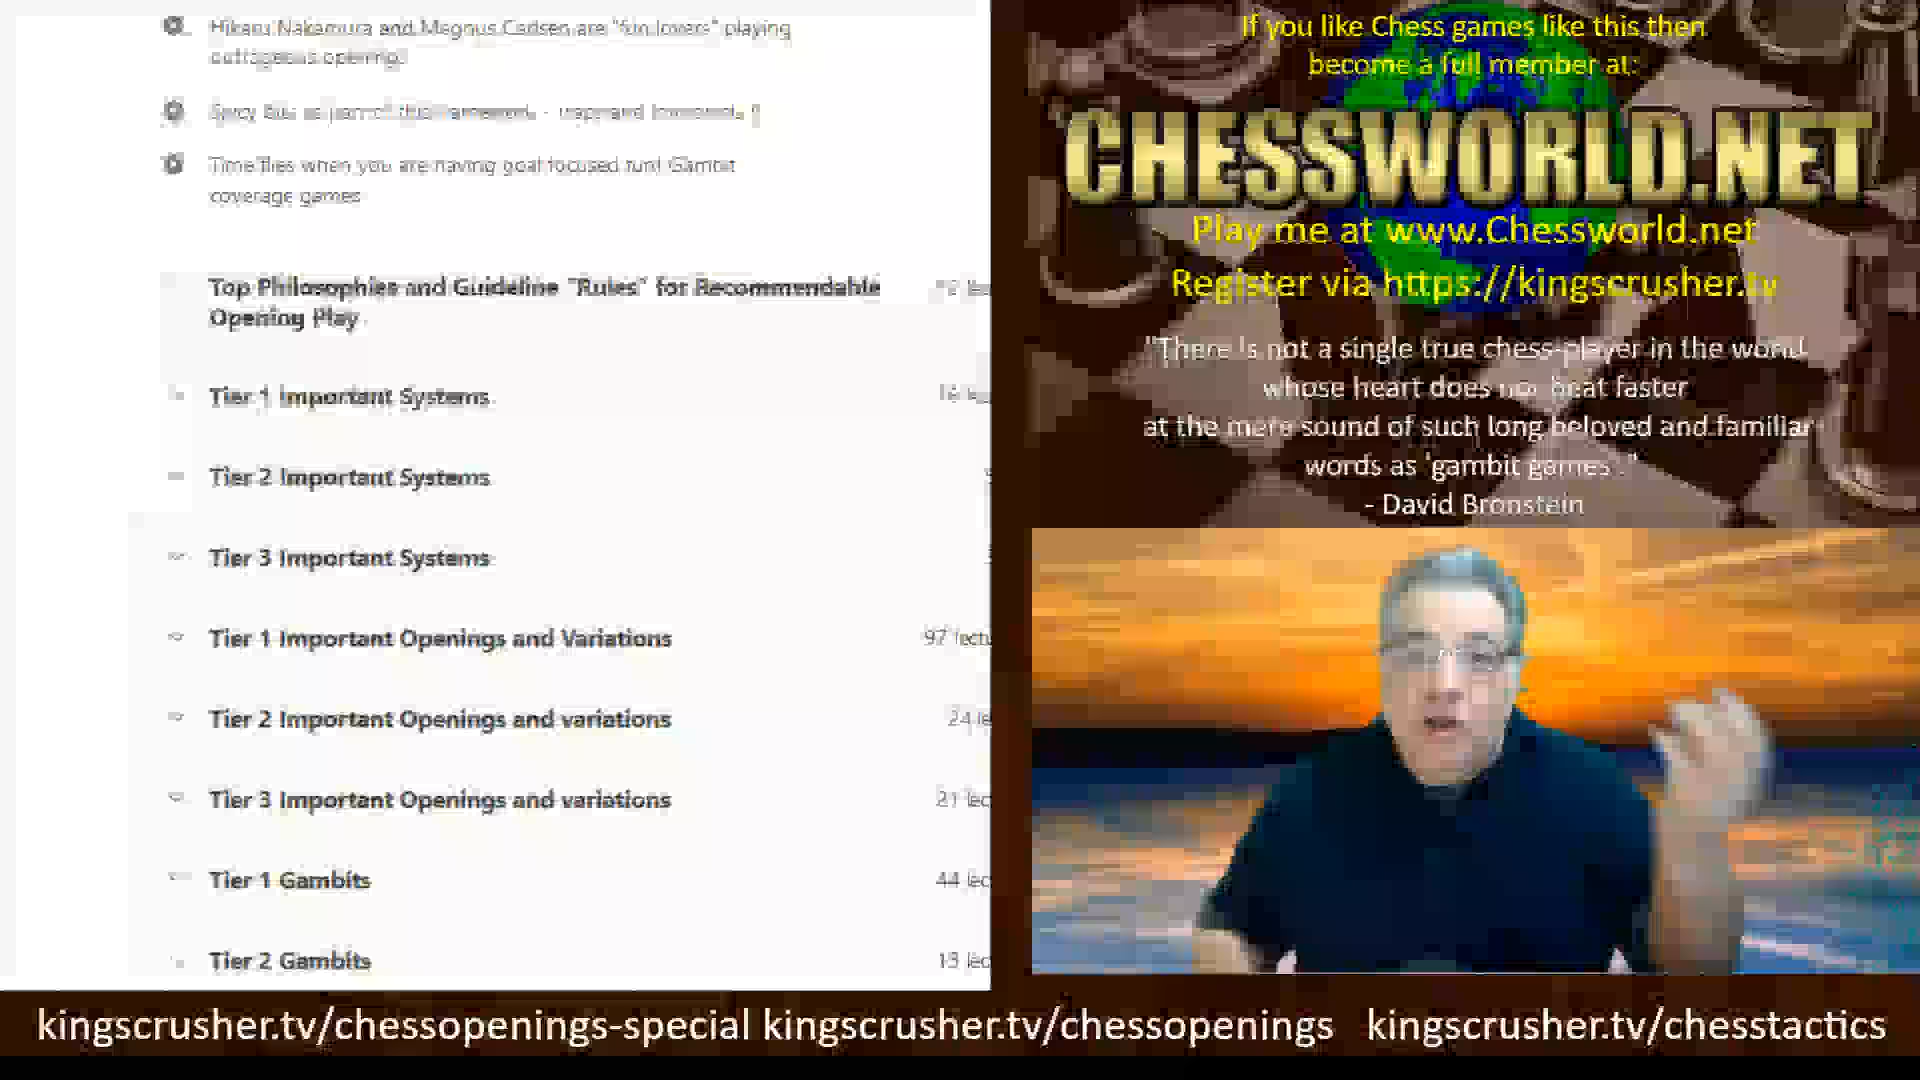 Hikaru Nakamura and Magnus Carlsen are "fun lovers" playing
outrageous openings
Time flies when you are having goal focused fun! Gambit
coverage games
Top Philosophies and Guideline "Rules" for Recommendable
Opening Play
Tier 1 Important Systems
Tier 2 Important Systems
Tier 3 Important Systems
Tier 1 Important Openings and Variations 97 lectu
Tier 2 Important Openings and variations 24 le
Tier 3 Important Openings and variations 21 lec
Tier 1 Gambits 44 lec
Tier 2 Gambits 13 lec
If you like Chess games like this then
become a full member at:
CHESSWORLD.NET
Play me at www.Chessworld.net
Register via https://kingscrusher.tv
"There is not a single true chess-player in the world
whose heart does not beat faster
at the mere sound of such long beloved and familiar
words as 'gambit games'."
- David Bronstein
kingscrusher.tv/chessopenings-special kingscrusher.tv/chessopenings kingscrusher.tv/chesstactics